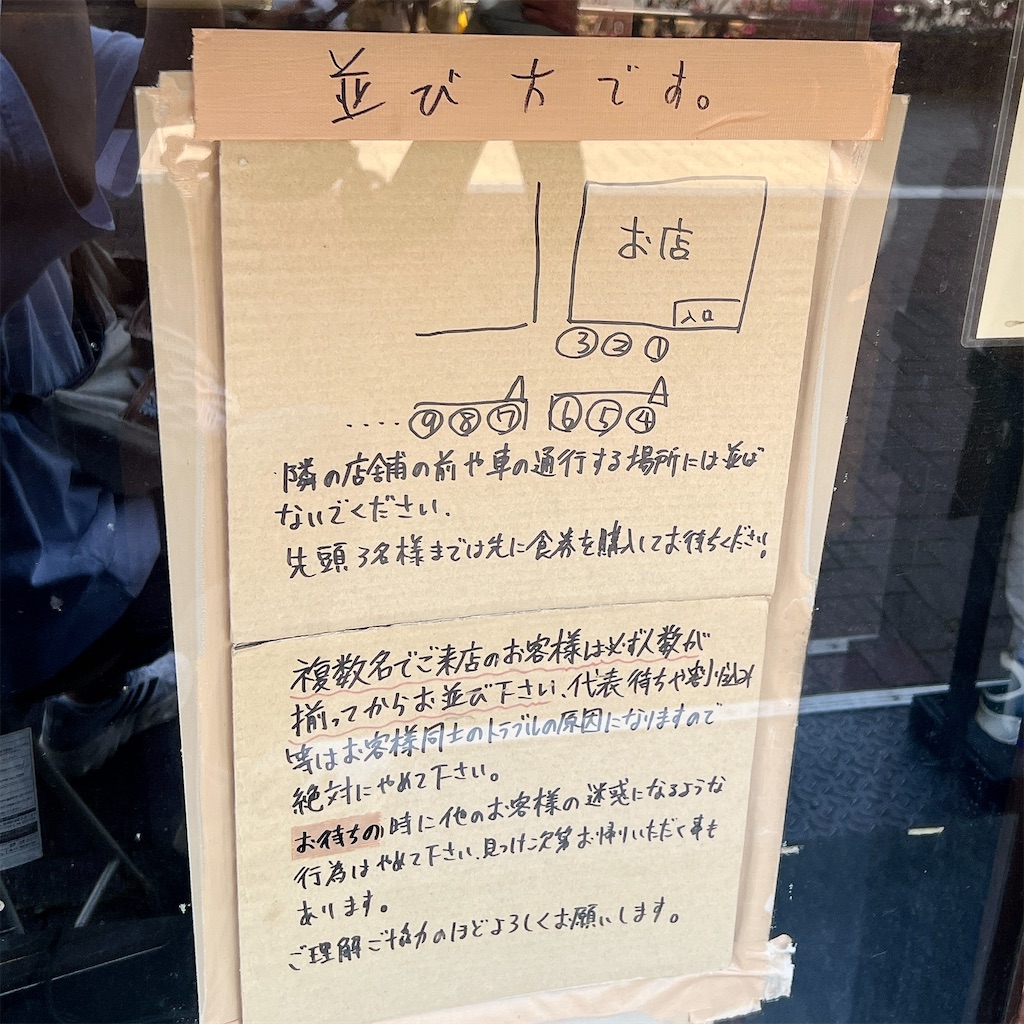 並び方です。
お店
入口
③②①
‥‥⑨⑧⑦ ⑥⑤④
隣の店舗の前や車の通行する場所には並ば
ないでください.
先頭3名様までは先に食券を購入してお待ちください!
複数名でご来店のお客様は必ず人数が
揃ってからお並び下さい、代表待ちや割り込み
等はお客様同士のトラブルの原因になりますので
絶対にやめて下さい。
お待ちの時に他のお客様の迷惑になるような
行為はやめて下さい、見つけ次第お帰りいただく事も
あります。
ご理解ご協力のほどよろしくお願いします。